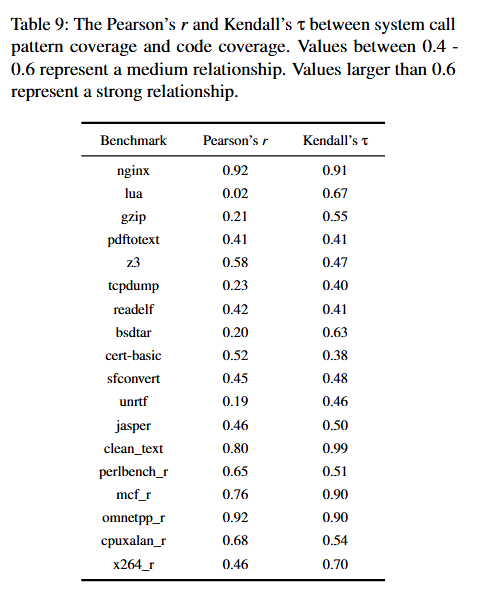 Table 9: The Pearson's r and Kendall's τ between system call
pattern coverage and code coverage. Values between 0.4 -
0.6 represent a medium relationship. Values larger than 0.6
represent a strong relationship.
Benchmark Pearson's r Kendall's τ
nginx 0.92 0.91
lua 0.02 0.67
gzip 0.21 0.55
pdftotext 0.41 0.41
z3 0.58 0.47
tcpdump 0.23 0.40
readelf 0.42 0.41
bsdtar 0.20 0.63
cert-basic 0.52 0.38
sfconvert 0.45 0.48
unrtf 0.19 0.46
jasper 0.46 0.50
clean_text 0.80 0.99
perlbench_r 0.65 0.51
mcf_r 0.76 0.90
omnetpp_r 0.92 0.90
cpuxalan_r 0.68 0.54
x264_r 0.46 0.70